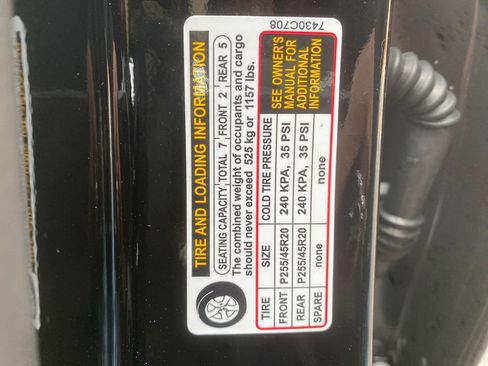 TIRE AND LOADING INFORMATION
SEATING CAPACITY TOTAL 7 FRONT 2 REAR 5
The combined weight of occupants and cargo
should never exceed 525 kg or 1157 lbs.
TIRE SIZE COLD TIRE PRESSURE
FRONT P255/45R20 240 KPA, 35 PSI
REAR P255/45R20 240 KPA, 35 PSI
SPARE none none
SEE OWNER'S
MANUAL FOR
ADDITIONAL
INFORMATION
7430C708